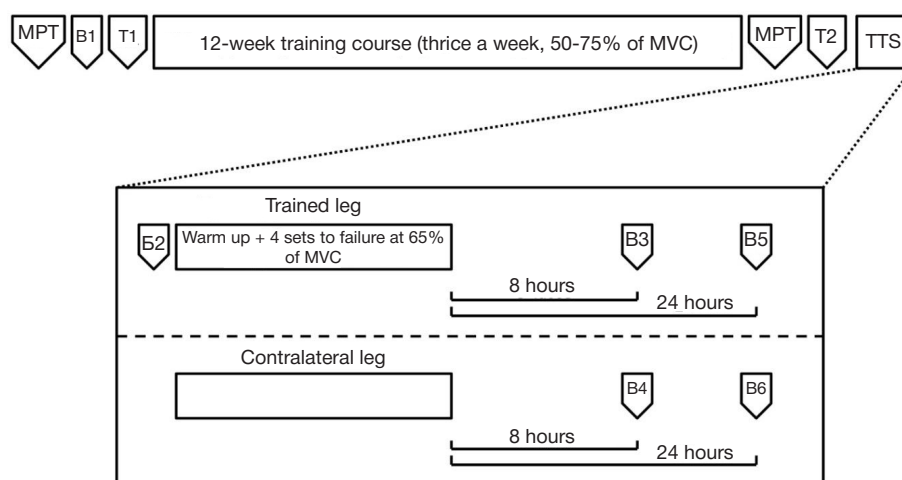 MPT B1 T1 12-week training course (thrice a week, 50-75% of MVC) MPT T2 TTS
Trained leg
Б2 Warm up + 4 sets to failure at 65% B3 B5
of MVC
8 hours
24 hours
Contralateral leg
B4 B6
8 hours
24 hours